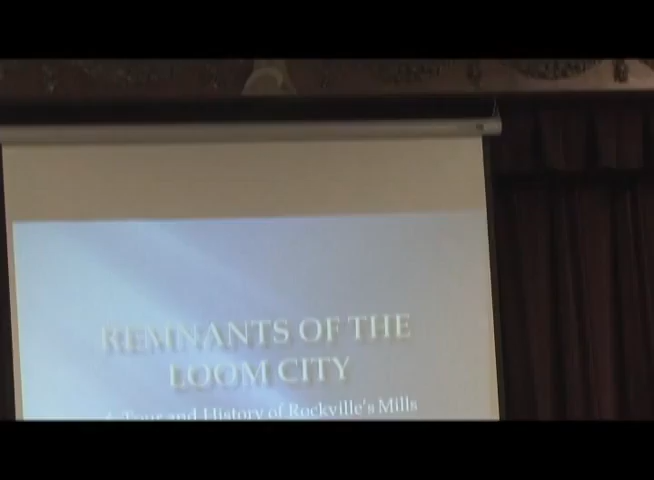 REMNANTS OF THE
LOOM CITY
A Tour and History of Rockville's Mills